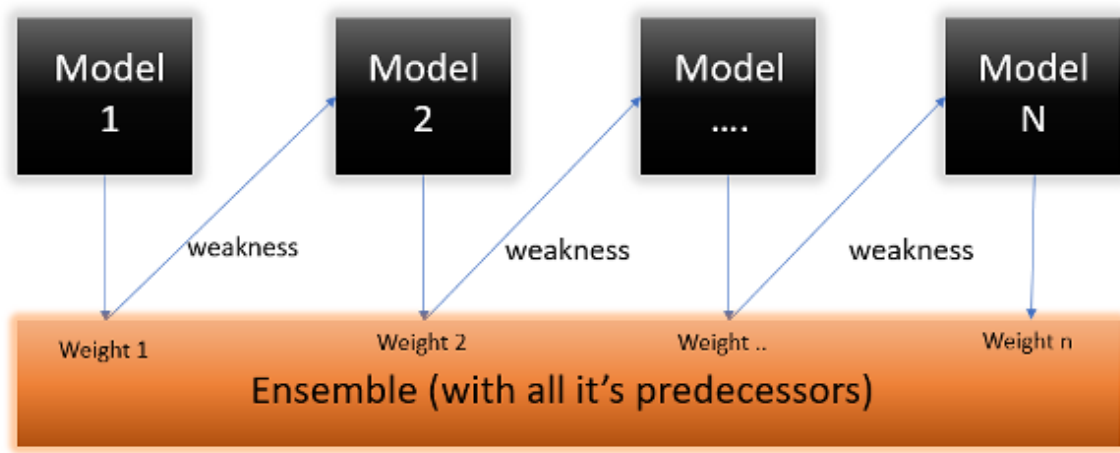 Model
1
Model
2
Model
....
Model
N
weakness
weakness
weakness
Weight 1
Weight 2
Weight ..
Weight n
Ensemble (with all it's predecessors)